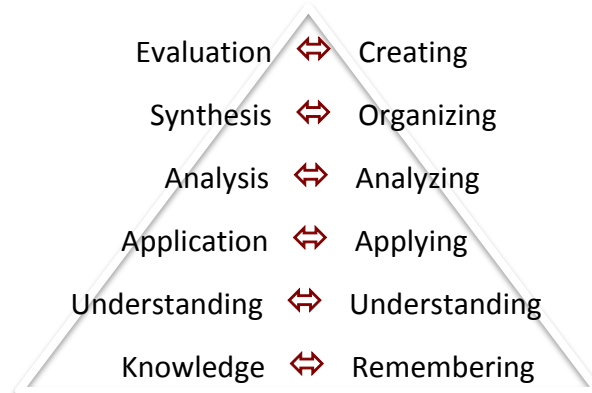 Evaluation ⇔ Creating
Synthesis ⇔ Organizing
Analysis ⇔ Analyzing
Application ⇔ Applying
Understanding ⇔ Understanding
Knowledge ⇔ Remembering